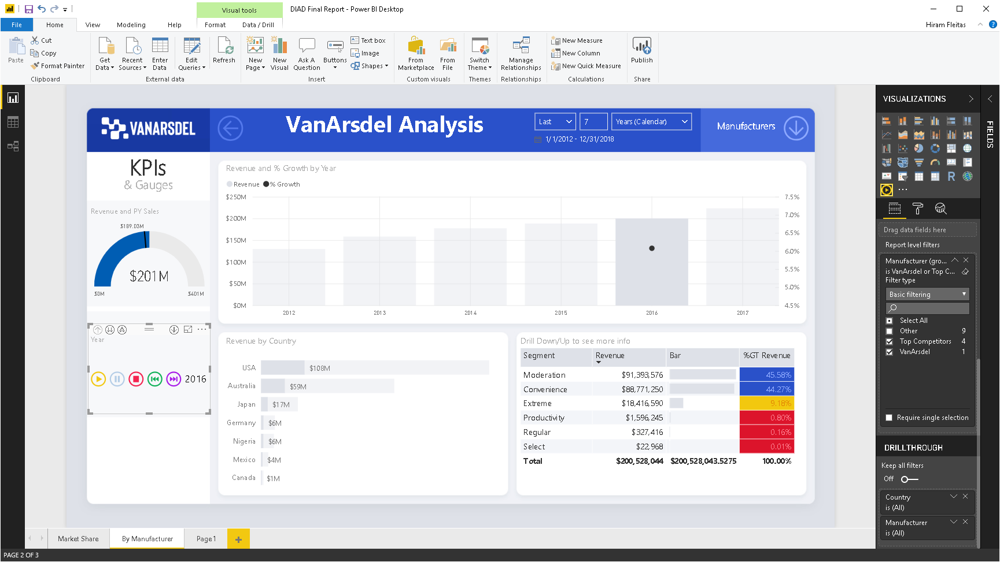 Visual tools
DIAD Final Report - Power BI Desktop
File
Home
View
Modeling
Help
Format
Data / Drill
Hiram Fleitas
Paste
Cut
Copy
Format Painter
Clipboard
Get Data
Recent Sources
Enter Data
Edit Queries
External data
Refresh
New Page
New Visual
Ask A Question
Buttons
Text box
Image
Shapes
Insert
From Marketplace
From File
Custom visuals
Switch Theme
Themes
Manage Relationships
Relationships
New Measure
New Column
New Quick Measure
Calculations
Publish
Share
VANARSDEL
VanArsdel Analysis
Last
7
Years (Calendar)
1/1/2012 - 12/31/2018
Manufacturers
KPIs
& Gauges
Revenue and PY Sales
$189.03M
$201M
$0M
$401M
Year
2016
Revenue and % Growth by Year
Revenue
% Growth
$250M
$200M
$150M
$100M
$50M
$0M
7.5%
7.0%
6.5%
6.0%
5.5%
5.0%
4.5%
2012
2013
2014
2015
2016
2017
Revenue by Country
USA $108M
Australia $59M
Japan $17M
Germany $6M
Nigeria $6M
Mexico $4M
Canada $1M
Drill Down/Up to see more info
Segment Revenue Bar %GT Revenue
Moderation $91,393,576 45.58%
Convenience $88,771,250 44.27%
Extreme $18,416,590 9.18%
Productivity $1,596,245 0.80%
Regular $327,416 0.16%
Select $22,968 0.01%
Total $200,528,044 $200,528,043.5275 100.00%
VISUALIZATIONS
FIELDS
R
Drag data fields here
Report level filters
Manufacturer (gro...
is VanArsdel or Top C...
Filter type
Basic filtering
Select All
Other 9
Top Competitors 4
VanArsdel 1
Require single selection
DRILLTHROUGH
Keep all filters
Off
Country
is (All)
Manufacturer
is (All)
Market Share
By Manufacturer
Page 1
PAGE 2 OF 3